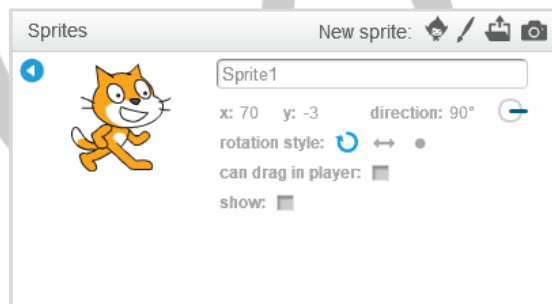 Sprites New sprite:
Sprite1
x: 70 y: -3 direction: 90°
rotation style:
can drag in player:
show: